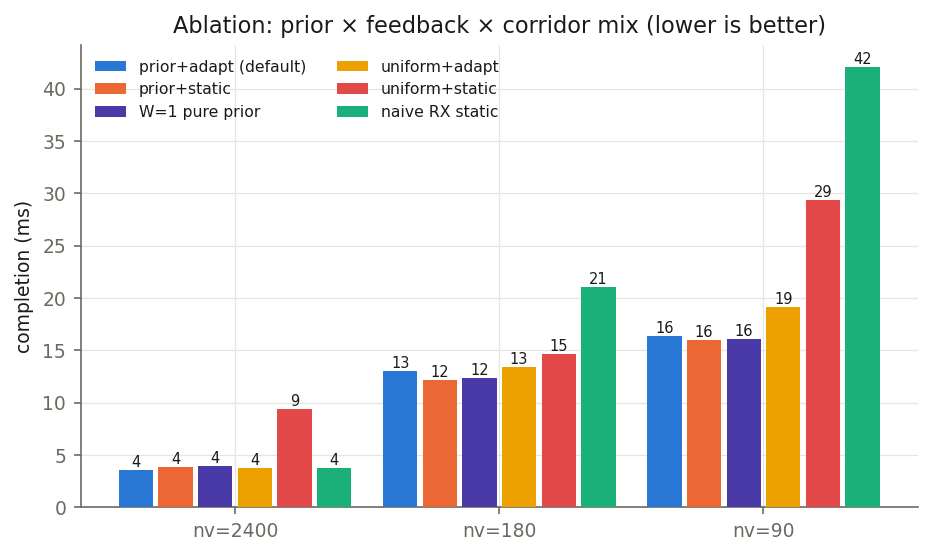 Ablation: prior × feedback × corridor mix (lower is better)
prior+adapt (default)
prior+static
W=1 pure prior
uniform+adapt
uniform+static
naive RX static
completion (ms)
40
35
30
25
20
15
10
5
0
4 4 4 4 9 4
13 12 12 13 15 21
16 16 16 19 29 42
nv=2400 nv=180 nv=90